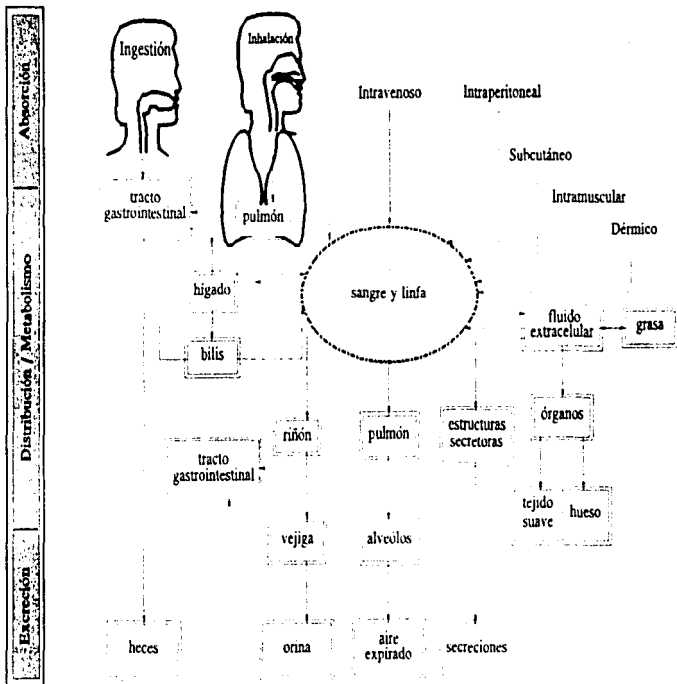 Absorción
Distribución / Metabolismo
Excreción
Ingestión
Inhalación
Intravenoso
Intraperitoneal
Subcutáneo
Intramuscular
Dérmico
tracto
gastrointestinal
pulmón
hígado
sangre y linfa
fluido
extracelular
grasa
bilis
riñón
pulmón
estructuras
secretoras
órganos
tracto
gastrointestinal
tejido
suave
hueso
vejiga
alveólos
heces
orina
aire
expirado
secreciones